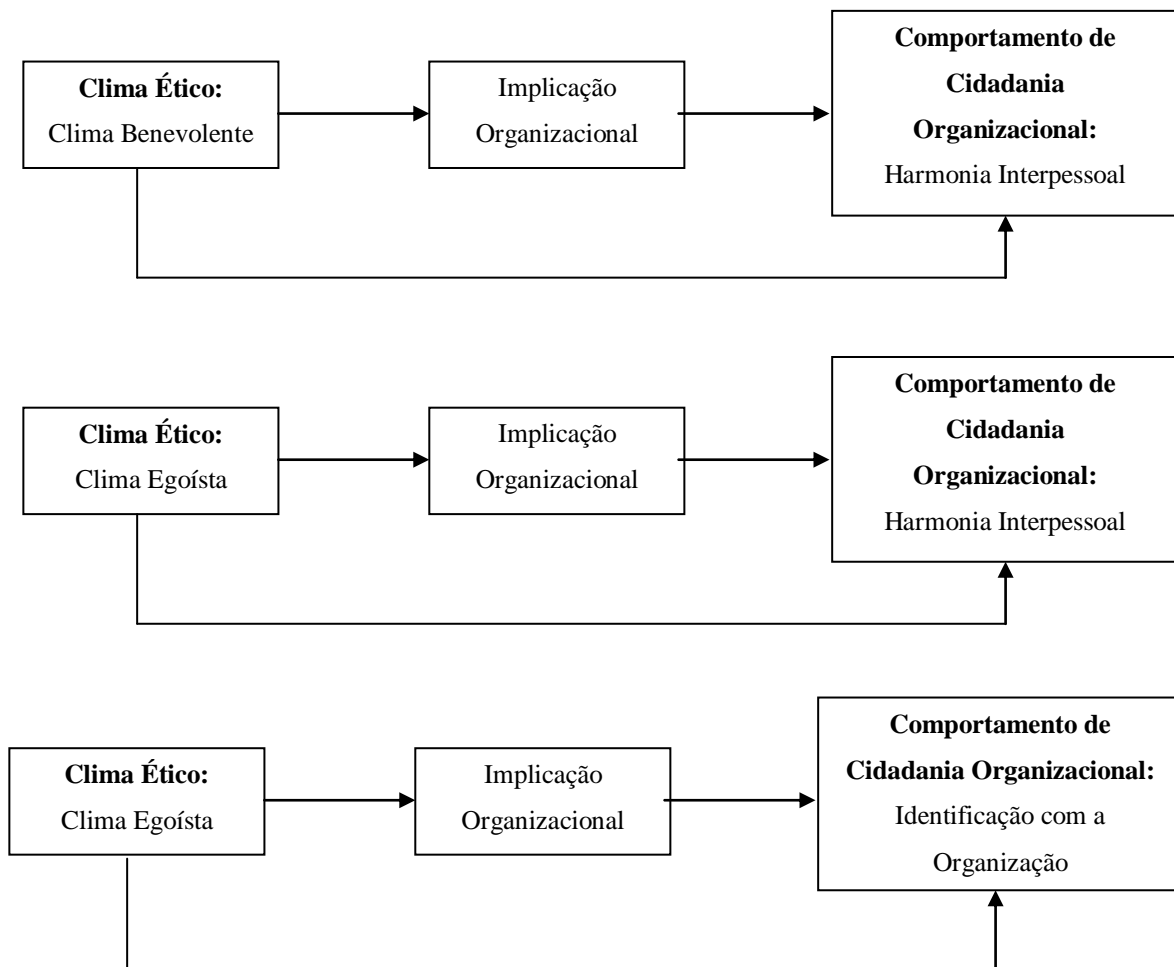 Clima Ético:
Clima Benevolente
Implicação
Organizacional
Comportamento de
Cidadania
Organizacional:
Harmonia Interpessoal
Clima Ético:
Clima Egoísta
Implicação
Organizacional
Comportamento de
Cidadania
Organizacional:
Harmonia Interpessoal
Clima Ético:
Clima Egoísta
Implicação
Organizacional
Comportamento de
Cidadania Organizacional:
Identificação com a
Organização